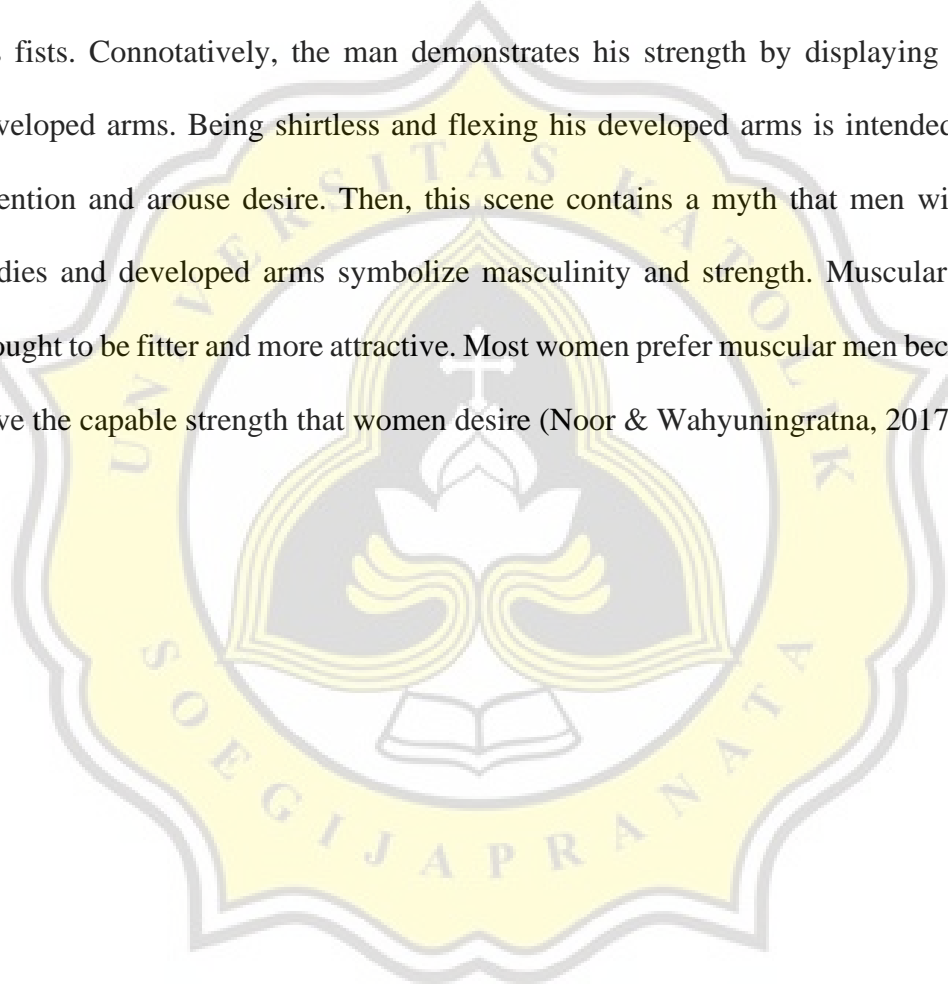 fists. Connotatively, the man demonstrates his strength by displaying
veloped arms. Being shirtless and flexing his developed arms is intended
ention and arouse desire. Then, this scene contains a myth that men wi
dies and developed arms symbolize masculinity and strength. Muscular
ought to be fitter and more attractive. Most women prefer muscular men bec
ve the capable strength that women desire (Noor & Wahyuningratna, 2017
UNIVERSITAS KATOLIK
SOEGIJAPRANATA